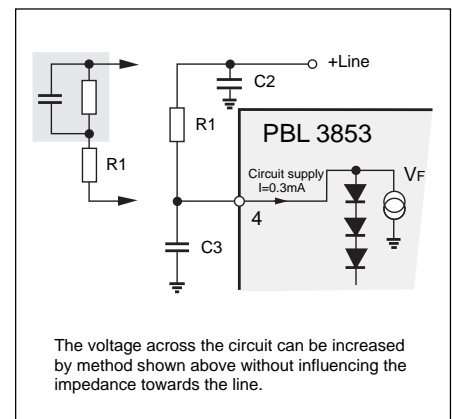 +Line
C2
R1
PBL 3853
R1
Circuit supply
I=0.3mA
VF
4
C3
The voltage across the circuit can be increased
by method shown above without influencing the
impedance towards the line.